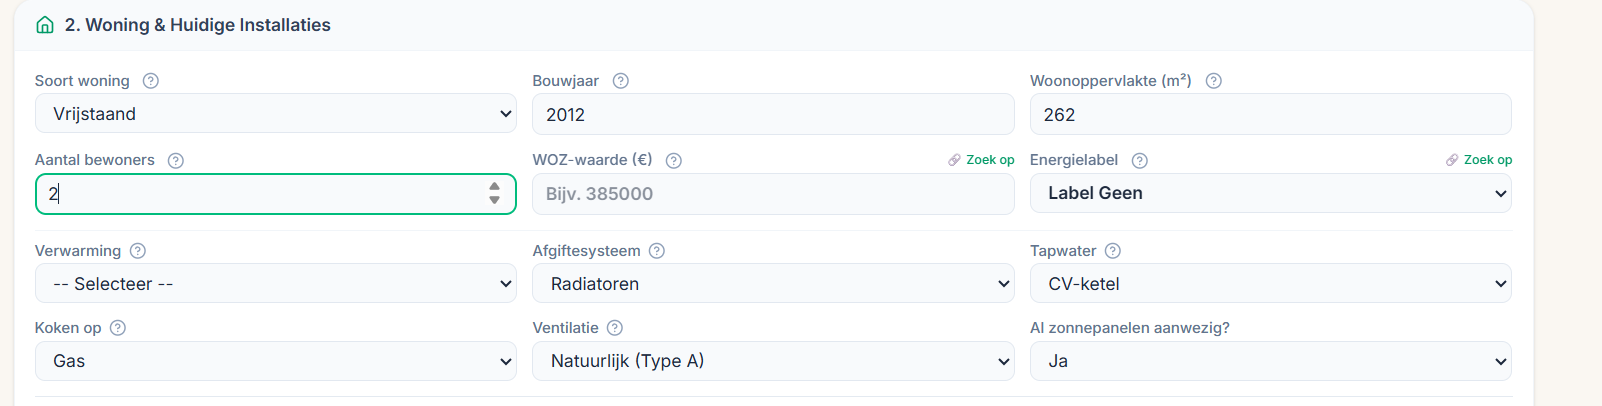 2. Woning & Huidige Installaties
Soort woning
Bouwjaar
Woonoppervlakte (m²)
Vrijstaand
2012
262
Aantal bewoners
WOZ-waarde (€)
Zoek op
Energielabel
Zoek op
2
Bijv. 385000
Label Geen
Verwarming
Afgiftesysteem
Tapwater
-- Selecteer --
Radiatoren
CV-ketel
Koken op
Ventilatie
Al zonnepanelen aanwezig?
Gas
Natuurlijk (Type A)
Ja